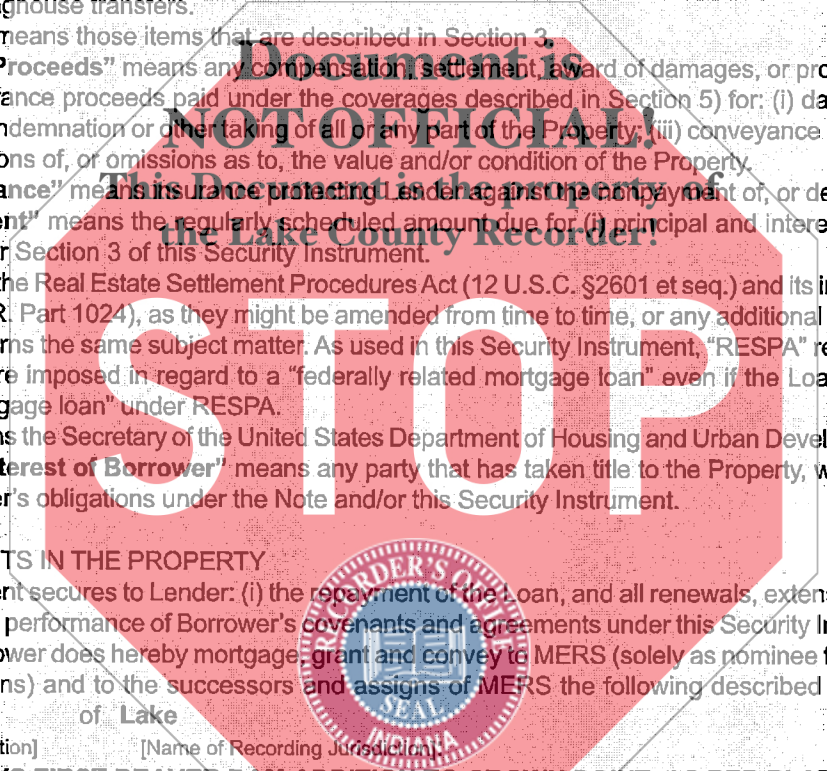 ghouse transfers.
means those items that are described in Section 3.
Proceeds" means any compensation, settlement, award of damages, or pro
ance proceeds paid under the coverages described in Section 5) for: (i) da
ndemnation or other taking of all or any part of the Property; (iii) conveyance
ons of, or omissions as to, the value and/or condition of the Property.
ance" means insurance protecting Lender against the nonpayment of, or de
ent" means the regularly scheduled amount due for (i) principal and intere
r Section 3 of this Security Instrument.
he Real Estate Settlement Procedures Act (12 U.S.C. §2601 et seq.) and its i
R. Part 1024), as they might be amended from time to time, or any additional
rns the same subject matter. As used in this Security Instrument, "RESPA" re
re imposed in regard to a "federally related mortgage loan" even if the Loa
gage loan" under RESPA.
s the Secretary of the United States Department of Housing and Urban Devel
terest of Borrower" means any party that has taken title to the Property, w
er's obligations under the Note and/or this Security Instrument.
TS IN THE PROPERTY
nt secures to Lender: (i) the repayment of the Loan, and all renewals, exten
performance of Borrower's covenants and agreements under this Security I
ower does hereby mortgage, grant and convey to MERS (solely as nominee f
ns) and to the successors and assigns of MERS the following described
of Lake
tion] [Name of Recording Jurisdiction]:
Document is
NOT OFFICIAL!
This Document is the property of
the Lake County Recorder!
STOP
RECORDER'S OFFICE
SEAL
INDIANA